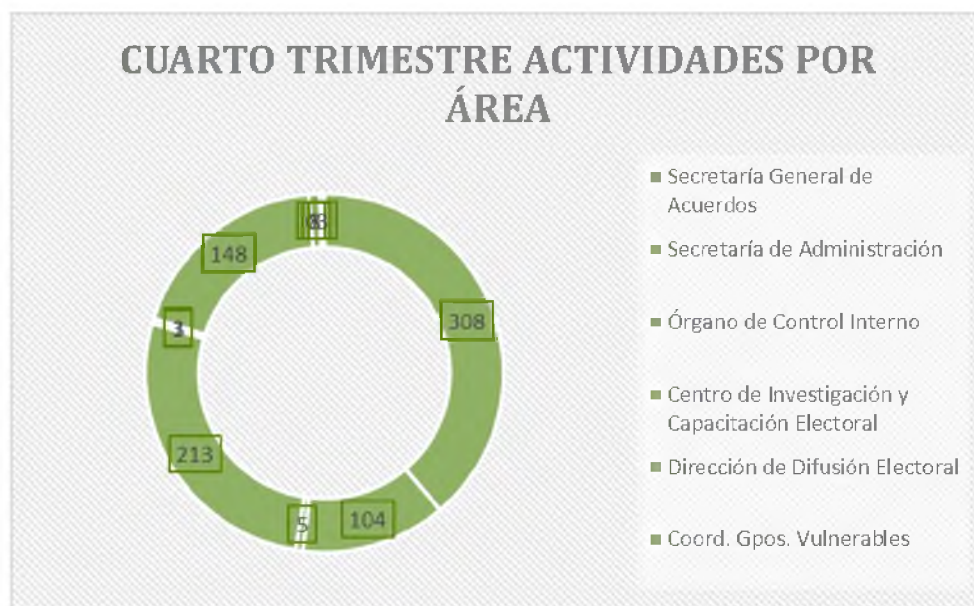 CUARTO TRIMESTRE ACTIVIDADES POR
ÁREA
148
308
213
5
104
Secretaría General de
Acuerdos
Secretaría de Administración
Órgano de Control Interno
Centro de Investigación y
Capacitación Electoral
Dirección de Difusión Electoral
Coord. Gpos. Vulnerables